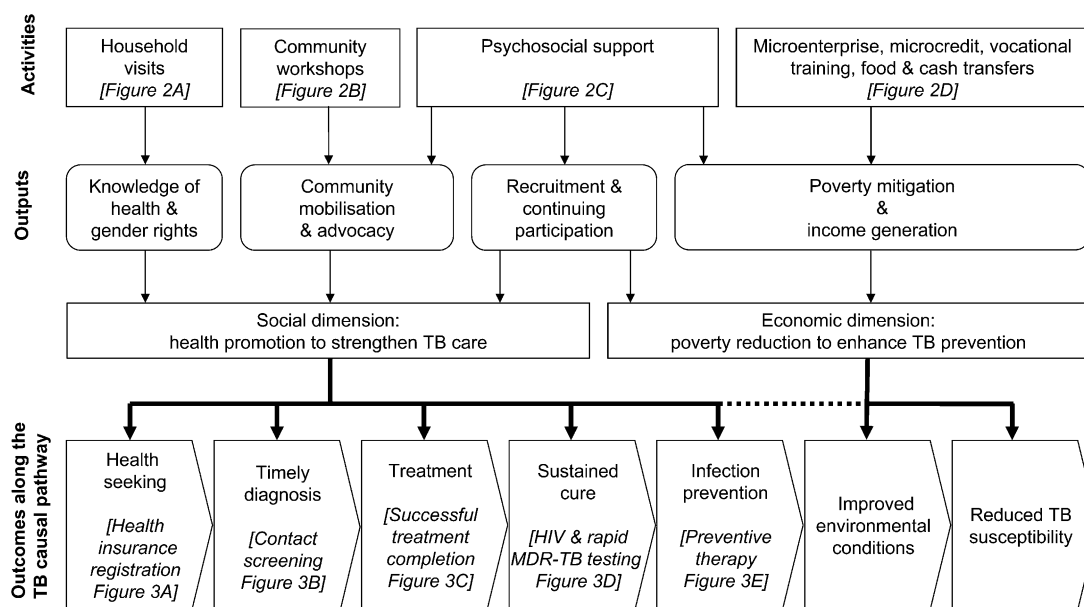 Activities
Household
visits
[Figure 2A]
Community
workshops
[Figure 2B]
Psychosocial support
[Figure 2C]
Microenterprise, microcredit, vocational
training, food & cash transfers
[Figure 2D]
Outputs
Knowledge of
health &
gender rights
Community
mobilisation
& advocacy
Recruitment &
continuing
participation
Poverty mitigation
&
income generation
Social dimension:
health promotion to strengthen TB care
Economic dimension:
poverty reduction to enhance TB prevention
Outcomes along the
TB causal pathway
Health
seeking
[Health
insurance
registration
Figure 3A]
Timely
diagnosis
[Contact
screening
Figure 3B]
Treatment
[Successful
treatment
completion
Figure 3C]
Sustained
cure
[HIV & rapid
MDR-TB testing
Figure 3D]
Infection
prevention
[Preventive
therapy
Figure 3E]
Improved
environmental
conditions
Reduced TB
susceptibility